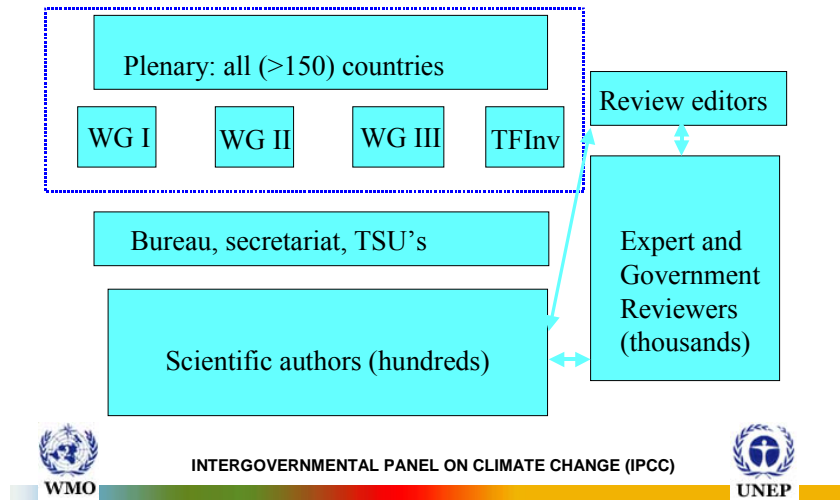 Plenary: all (>150) countries
WG I
WG II
WG III
TFInv
Review editors
Bureau, secretariat, TSU's
Expert and
Government
Reviewers
(thousands)
Scientific authors (hundreds)
INTERGOVERNMENTAL PANEL ON CLIMATE CHANGE (IPCC)
WMO
UNEP